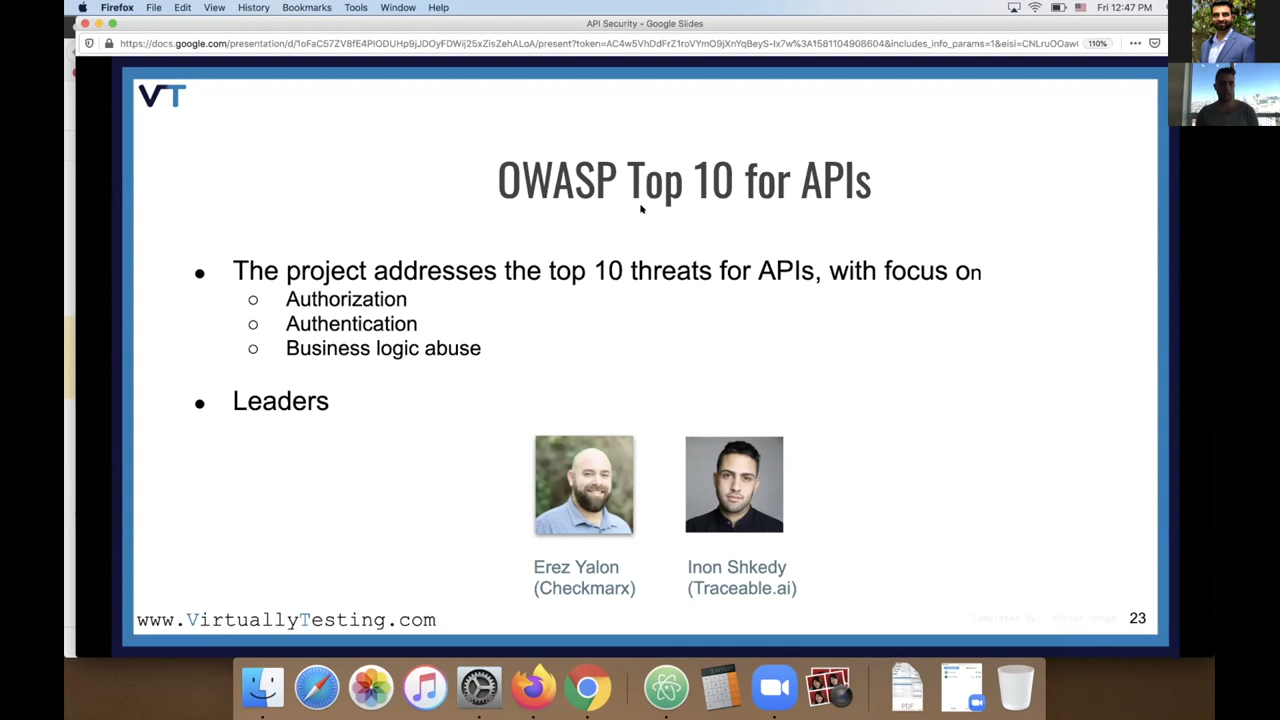 Firefox File Edit View History Bookmarks Tools Window Help Fri 12:47 PM
API Security - Google Slides
110%
VT
OWASP Top 10 for APIs
● The project addresses the top 10 threats for APIs, with focus on
○ Authorization
○ Authentication
○ Business logic abuse
● Leaders
Erez Yalon
(Checkmarx)
Inon Shkedy
(Traceable.ai)
www.VirtuallyTesting.com
23
PDF